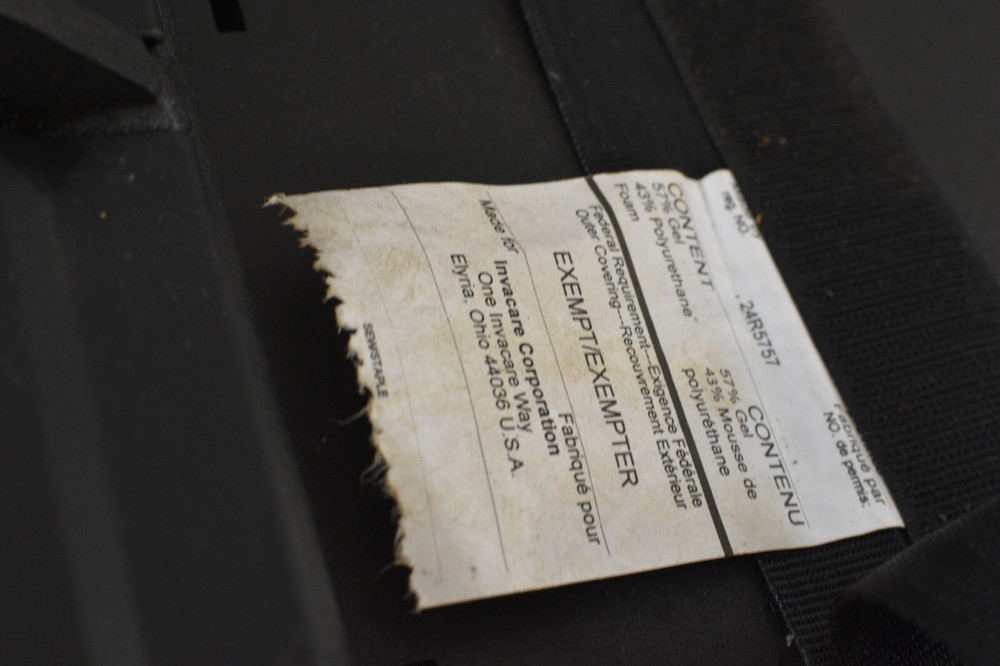 reg. NO.
Fabriqué par
NO. de permis:
24R5757
CONTENT
57% Gel
43% Polyurethane
Foam
CONTENU
57% Gel
43% Mousse de
polyuréthane
Federal Requirement---Exigence Fédérale
Outer Covering---Recouvrement Extérieur
EXEMPT/EXEMPTER
Made for
Fabriqué pour
Invacare Corporation
One Invacare Way
Elyria, Ohio 44036 U.S.A.
SEW/STAPLE